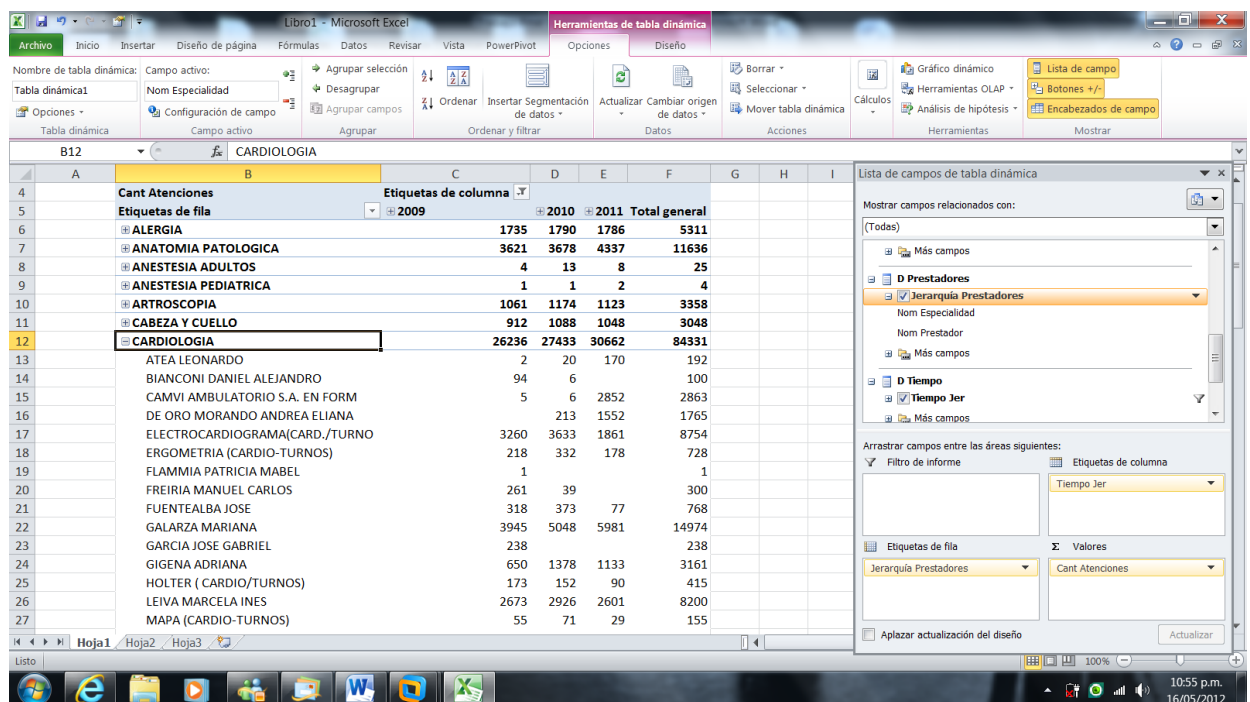 Libro1 - Microsoft Excel
Herramientas de tabla dinámica
Archivo Inicio Insertar Diseño de página Fórmulas Datos Revisar Vista PowerPivot Opciones Diseño
Nombre de tabla dinámica:
Tabla dinámica1
Opciones
Tabla dinámica
Campo activo:
Nom Especialidad
Configuración de campo
Campo activo
Agrupar selección
Desagrupar
Agrupar campos
Agrupar
Ordenar
Insertar Segmentación
de datos
Ordenar y filtrar
Actualizar
Cambiar origen
de datos
Datos
Borrar
Seleccionar
Mover tabla dinámica
Acciones
Cálculos
Gráfico dinámico
Herramientas OLAP
Análisis de hipótesis
Herramientas
Lista de campo
Botones +/-
Encabezados de campo
Mostrar
B12 fx CARDIOLOGIA
A B C D E F G H I
4 Cant Atenciones Etiquetas de columna
5 Etiquetas de fila 2009 2010 2011 Total general
6 ALERGIA 1735 1790 1786 5311
7 ANATOMIA PATOLOGICA 3621 3678 4337 11636
8 ANESTESIA ADULTOS 4 13 8 25
9 ANESTESIA PEDIATRICA 1 1 2 4
10 ARTROSCOPIA 1061 1174 1123 3358
11 CABEZA Y CUELLO 912 1088 1048 3048
12 CARDIOLOGIA 26236 27433 30662 84331
13 ATEA LEONARDO 2 20 170 192
14 BIANCONI DANIEL ALEJANDRO 94 6 100
15 CAMVI AMBULATORIO S.A. EN FORM 5 6 2852 2863
16 DE ORO MORANDO ANDREA ELIANA 213 1552 1765
17 ELECTROCARDIOGRAMA(CARD./TURNO 3260 3633 1861 8754
18 ERGOMETRIA (CARDIO-TURNOS) 218 332 178 728
19 FLAMMIA PATRICIA MABEL 1 1
20 FREIRIA MANUEL CARLOS 261 39 300
21 FUENTEALBA JOSE 318 373 77 768
22 GALARZA MARIANA 3945 5048 5981 14974
23 GARCIA JOSE GABRIEL 238 238
24 GIGENA ADRIANA 650 1378 1133 3161
25 HOLTER ( CARDIO/TURNOS) 173 152 90 415
26 LEIVA MARCELA INES 2673 2926 2601 8200
27 MAPA (CARDIO-TURNOS) 55 71 29 155
Hoja1 Hoja2 Hoja3
Lista de campos de tabla dinámica
Mostrar campos relacionados con:
(Todas)
Más campos
D Prestadores
Jerarquía Prestadores
Nom Especialidad
Nom Prestador
Más campos
D Tiempo
Tiempo Jer
Más campos
Arrastrar campos entre las áreas siguientes:
Filtro de informe
Etiquetas de columna
Tiempo Jer
Etiquetas de fila
Σ Valores
Jerarquía Prestadores
Cant Atenciones
Aplazar actualización del diseño
Actualizar
Listo
100%
10:55 p.m.
16/05/2012